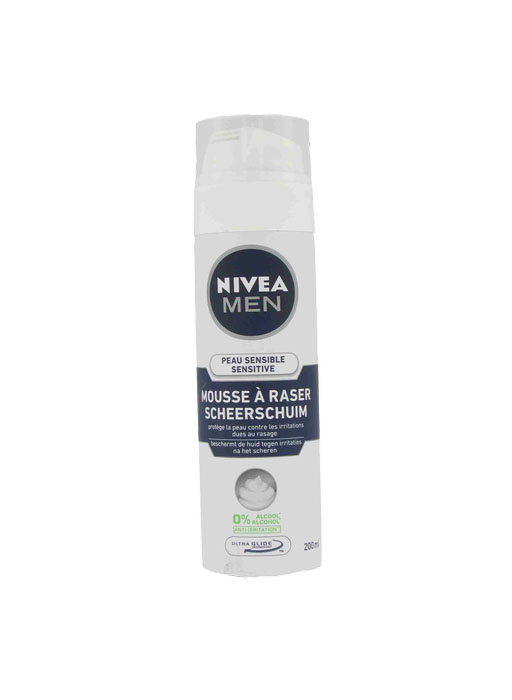 NIVEA
MEN
PEAU SENSIBLE
SENSITIVE
MOUSSE À RASER
SCHEERSCHUIM
protège la peau contre les irritations
dues au rasage
beschermt de huid tegen irritaties
na het scheren
0% ALCOOL
ALCOHOL
ANTI-IRRITATION
ULTRA GLIDE
TECHNOLOGY
200ml